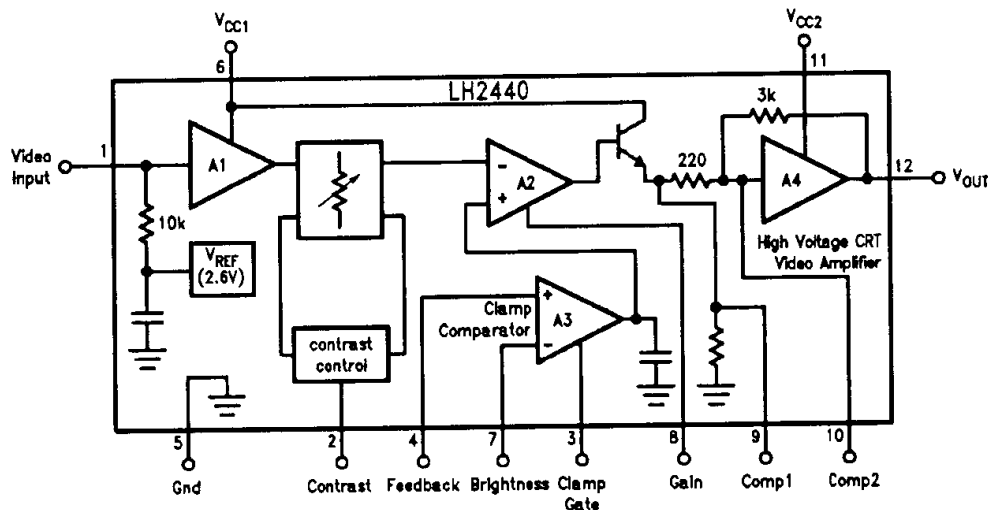 VCC1
VCC2
6
11
LH2440
3k
1
Video
Input
A1
A2
220
A4
12
VOUT
-
+
10k
VREF
(2.6V)
High Voltage CRT
Video Amplifier
Clamp
Comparator
+
-
A3
contrast
control
5
2
4
7
3
8
9
10
Gnd
Contrast
Feedback
Brightness
Clamp
Gate
Gain
Comp1
Comp2